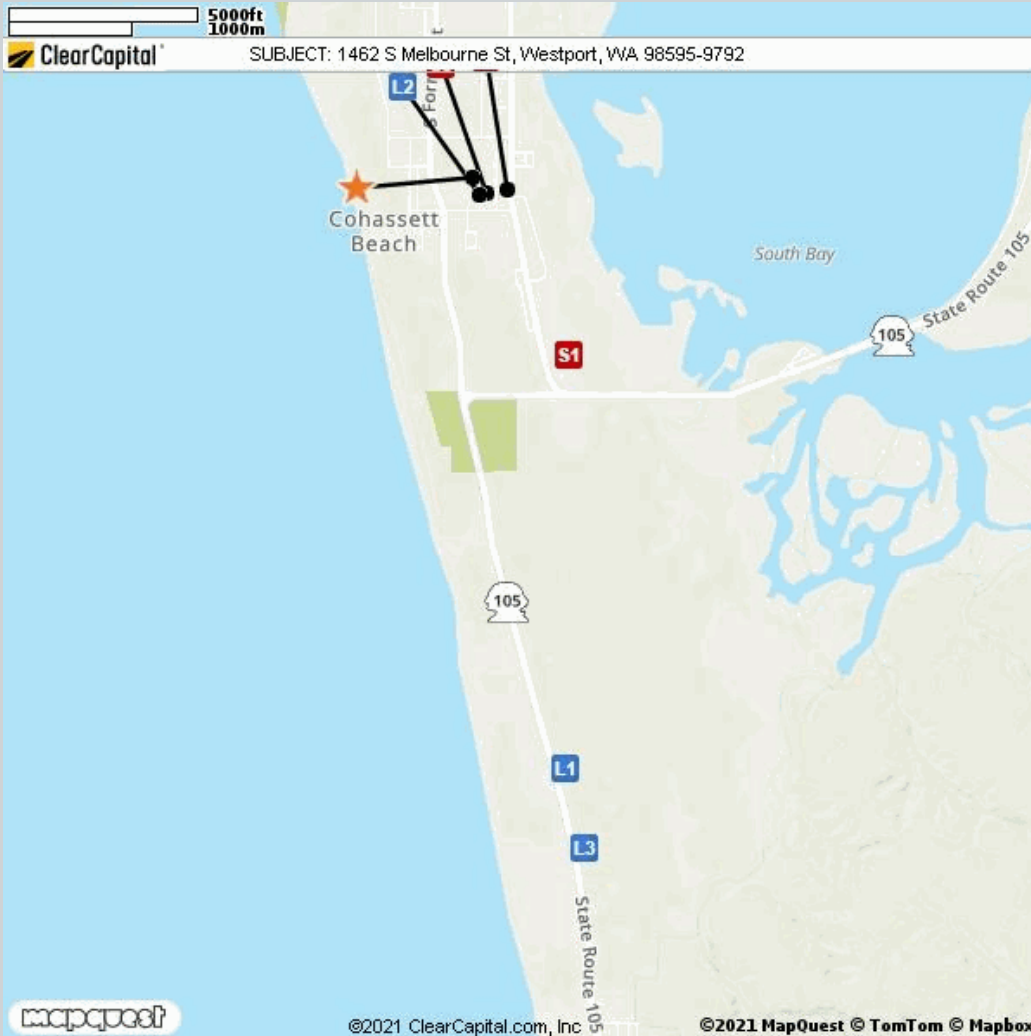 5000ft
1000m
ClearCapital
SUBJECT: 1462 S Melbourne St, Westport, WA 98595-9792
L2
S Forr
t
Cohassett
Beach
South Bay
State Route 105
105
S1
105
L1
L3
State Route 105
mapquest
©2021 ClearCapital.com, Inc
©2021 MapQuest © TomTom © Mapbox